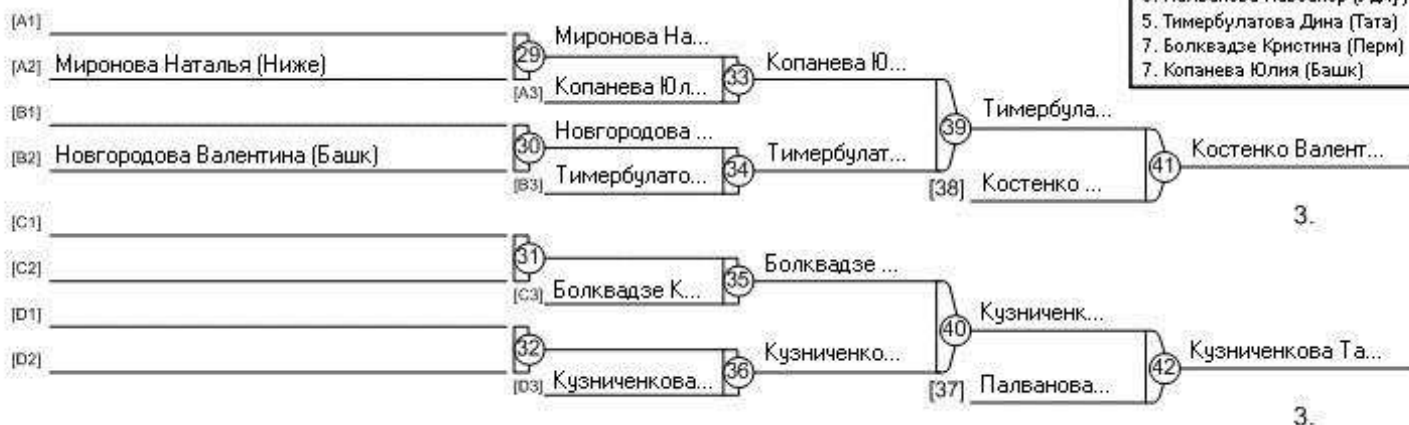 5. Тимербулатова Дина (Тата)
7. Болквадзе Кристина (Перм)
7. Копанева Юлия (Башк)
[A1]
[A2] Миронова Наталья (Ниже)
29
Миронова На...
[A3] Копанева Юл...
33
Копанева Ю...
[B1]
[B2] Новгородова Валентина (Башк)
30
Новгородова ...
[B3] Тимербулато...
34
Тимербулат...
39
Тимербула...
[38] Костенко ...
41
Костенко Валент...
3.
[C1]
[C2]
31
[C3] Болквадзе К...
35
Болквадзе ...
[D1]
[D2]
32
[D3] Кузниченкова...
36
Кузниченко...
40
Кузниченк...
[37] Палванова...
42
Кузниченкова Та...
3.